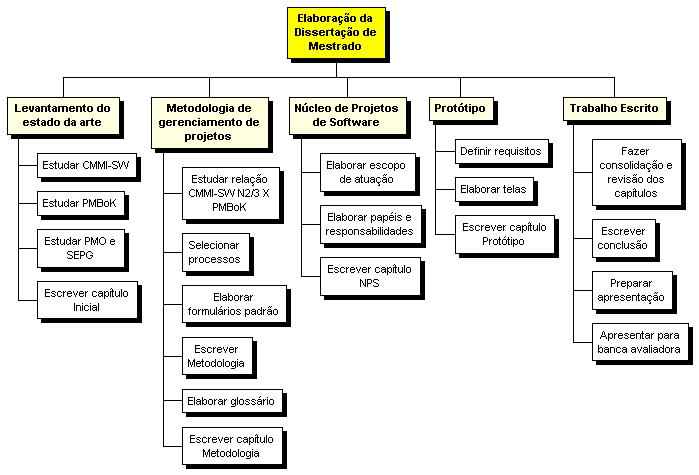 Elaboração da
Dissertação de
Mestrado
Levantamento do
estado da arte
Estudar CMMI-SW
Estudar PMBoK
Estudar PMO e
SEPG
Escrever capítulo
Inicial
Metodologia de
gerenciamento de
projetos
Estudar relação
CMMI-SW N2/3 X
PMBoK
Selecionar
processos
Elaborar
formulários padrão
Escrever
Metodologia
Elaborar glossário
Escrever capítulo
Metodologia
Núcleo de Projetos
de Software
Elaborar escopo
de atuação
Elaborar papéis e
responsabilidades
Escrever capítulo
NPS
Protótipo
Definir requisitos
Elaborar telas
Escrever capítulo
Protótipo
Trabalho Escrito
Fazer
consolidação e
revisão dos
capítulos
Escrever
conclusão
Preparar
apresentação
Apresentar para
banca avaliadora